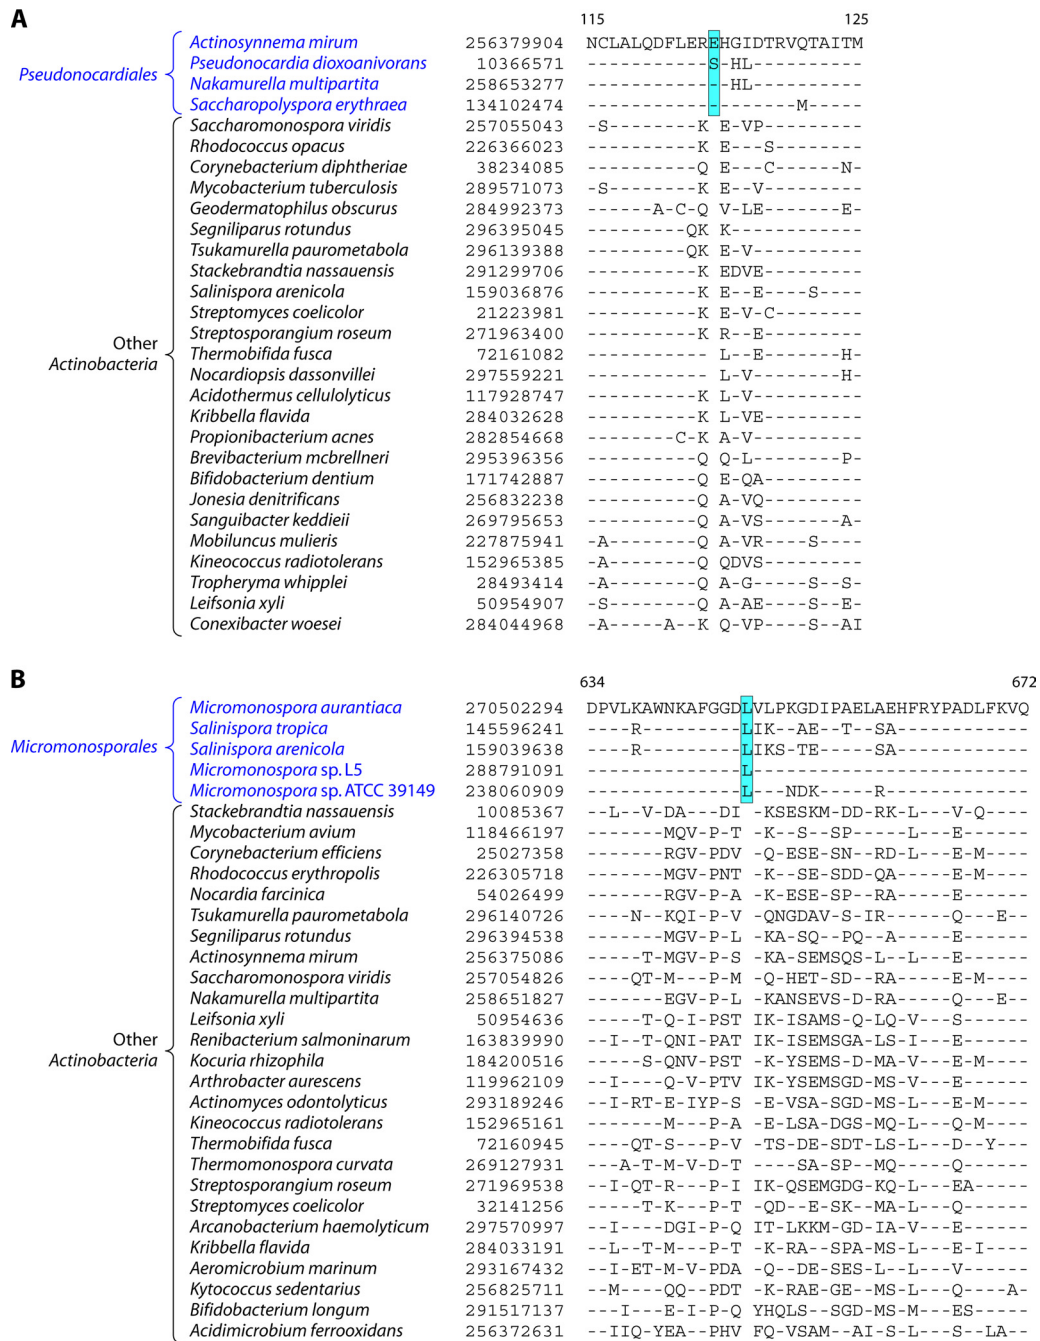 A
115 125
Actinosynnema mirum 256379904 NCLALQDFLEREHGIDTRVQTAITM
Pseudonocardiales
Pseudonocardia dioxoanivorans 10366571 -----------S-HL----------
Nakamurella multipartita 258653277 -------------HL----------
Saccharopolyspora erythraea 134102474 -------------------M-----
Saccharomonospora viridis 257055043 -S--------K E-VP---------
Rhodococcus opacus 226366023 ----------K E---S--------
Corynebacterium diphtheriae 38234085 ----------Q E---C------N-
Mycobacterium tuberculosis 289571073 -S--------K E--V---------
Geodermatophilus obscurus 284992373 ------A-C-Q V-LE-------E-
Segniliparus rotundus 296395045 ---------QK K------------
Tsukamurella paurometabola 296139388 ---------QK E-V----------
Stackebrandtia nassauensis 291299706 ----------K EDVE---------
Salinispora arenicola 159036876 ----------K E--E----S----
Streptomyces coelicolor 21223981 ----------K E-V-C--------
Streptosporangium roseum 271963400 ----------K R--E---------
Thermobifida fusca 72161082 ----------- L--E-------H-
Nocardiopsis dassonvillei 297559221 ----------- L-V--------H-
Acidothermus cellulolyticus 117928747 ----------K L-V----------
Kribbella flavida 284032628 ----------K L-VE---------
Other
Actinobacteria
Propionibacterium acnes 282854668 --------C-K A-V----------
Brevibacterium mcbrellneri 295396356 ----------Q Q-L--------P-
Bifidobacterium dentium 171742887 ----------Q E-QA---------
Jonesia denitrificans 256832238 ----------Q A-VQ---------
Sanguibacter keddieii 269795653 ----------Q A-VS-------A-
Mobiluncus mulieris 227875941 -A--------Q A-VR----S----
Kineococcus radiotolerans 152965385 -A--------Q QDVS---------
Tropheryma whipplei 28493414 -A--------Q A-G-----S--S-
Leifsonia xyli 50954907 -S--------Q A-AE----S--E-
Conexibacter woesei 284044968 -A-----A--K Q-VP----S--AI
B
634 672
Micromonospora aurantiaca 270502294 DPVLKAWNKAFGGDLVLPKGDIPAELAEHFRYPADLFKVQ
Salinispora tropica 145596241 ----R---------LIK--AE--T--SA------------
Micromonosporales
Salinispora arenicola 159039638 ----R---------LIKS-TE-----SA------------
Micromonospora sp. L5 288791091 --------------L-------------------------
Micromonospora sp. ATCC 39149 238060909 --------------L---NDK-----R-------------
Stackebrandtia nassauensis 10085367 --L--V-DA---DI -KSESKM-DD-RK-L---V-Q----
Mycobacterium avium 118466197 -------MQV-P-T -K--S--SP-----L---E------
Corynebacterium efficiens 25027358 -------RGV-PDV -Q-ESE-SN--RD-L---E-M----
Rhodococcus erythropolis 226305718 -------MGV-PNT -K--SE-SDD-QA-----E-M----
Nocardia farcinica 54026499 -------RGV-P-A -K-ESE-SP--RA-----E------
Tsukamurella paurometabola 296140726 ----N--KQI-P-V -QNGDAV-S-IR------Q---E--
Segniliparus rotundus 296394538 -------MGV-P-L -KA-SQ--PQ--A-----E------
Actinosynnema mirum 256375086 -----T-MGV-P-S -KA-SEMSQS-L--L---E------
Saccharomonospora viridis 257054826 ----QT-M---P-M -Q-HET-SD--RA-----E-M----
Nakamurella multipartita 258651827 -------EGV-P-L -KANSEVS-D-RA-----Q---E--
Leifsonia xyli 50954636 -----T-Q-I-PST IK-ISAMS-Q-LQ-V---S------
Other
Actinobacteria
Renibacterium salmoninarum 163839990 --I--T-QNI-PAT IK-ISEMSGA-LS-I---E------
Kocuria rhizophila 184200516 -----S-QNV-PST -K-YSEMS-D-MA-V---E-M----
Arthrobacter aurescens 119962109 --I----Q-V-PTV IK-YSEMSGD-MS-V---E------
Actinomyces odontolyticus 293189246 --I-RT-E-IYP-S -E-VSA-SGD-MS-L---E-M----
Kineococcus radiotolerans 152965161 -------M---P-A -E-LSA-DGS-MS-L---Q-M----
Thermobifida fusca 72160945 ----QT-S---P-V -TS-DE-SDT-LS-L---D--Y---
Thermomonospora curvata 269127931 ---A-T-M-V-D-T ----SA-SP--MQ-----Q------
Streptosporangium roseum 271969538 --I-QT-R---P-I IK-QSEMGDG-KQ-L---EA-----
Streptomyces coelicolor 32141256 -----T-K---P-T -QD--E-SK--MA-L---Q------
Arcanobacterium haemolyticum 297570997 --I----DGI-P-Q IT-LKKM-GD-IA-V---E------
Kribbella flavida 284033191 --L--T-M---P-T -K-RA--SPA-MS-L---E-I----
Aeromicrobium marinum 293167432 --I-ET-M-V-PDA -Q--DE-SES-L--L---V------
Kytococcus sedentarius 256825711 --M----QQ--PDT -K-RAE-GE--MS-L---Q----A-
Bifidobacterium longum 291517137 ---I---E-I-P-Q YHQLS--SGD-MS-M---ES-----
Acidimicrobium ferrooxidans 256372631 --IIQ-YEA--PHV FQ-VSAM--AI-S-L---S--LA--